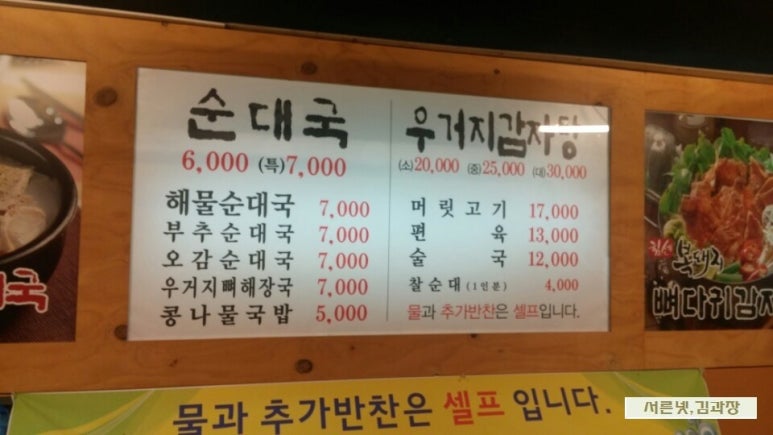 순대국
6,000 (특)7,000
해물순대국 7,000
부추순대국 7,000
오감순대국 7,000
우거지뼈해장국 7,000
콩나물국밥 5,000
우거지감자탕
(소)20,000 (중)25,000 (대)30,000
머릿고기 17,000
편육 13,000
술국 12,000
찰순대(1인분) 4,000
물과 추가반찬은 셀프입니다.
국
복돼지
뼈다귀감자
물과 추가반찬은 셀프 입니다.
서른넷,김과장